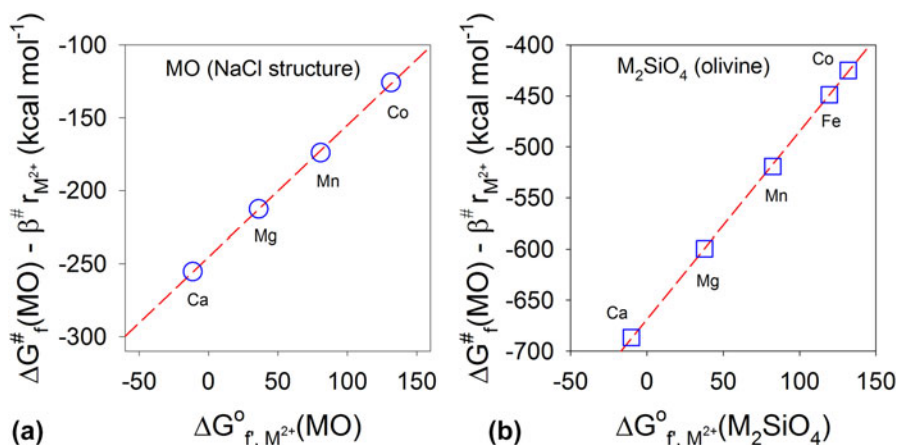 ΔG#f(MO) - β# rM2+ (kcal mol-1)
-100
-150
-200
-250
-300
MO (NaCl structure)
Co
Mn
Mg
Ca
-50 0 50 100 150
(a)
ΔGof', M2+(MO)
ΔG#f(MO) - β# rM2+ (kcal mol-1)
-400
-450
-500
-550
-600
-650
-700
M2SiO4 (olivine)
Co
Fe
Mn
Mg
Ca
-50 0 50 100 150
(b)
ΔGof', M2+(M2SiO4)